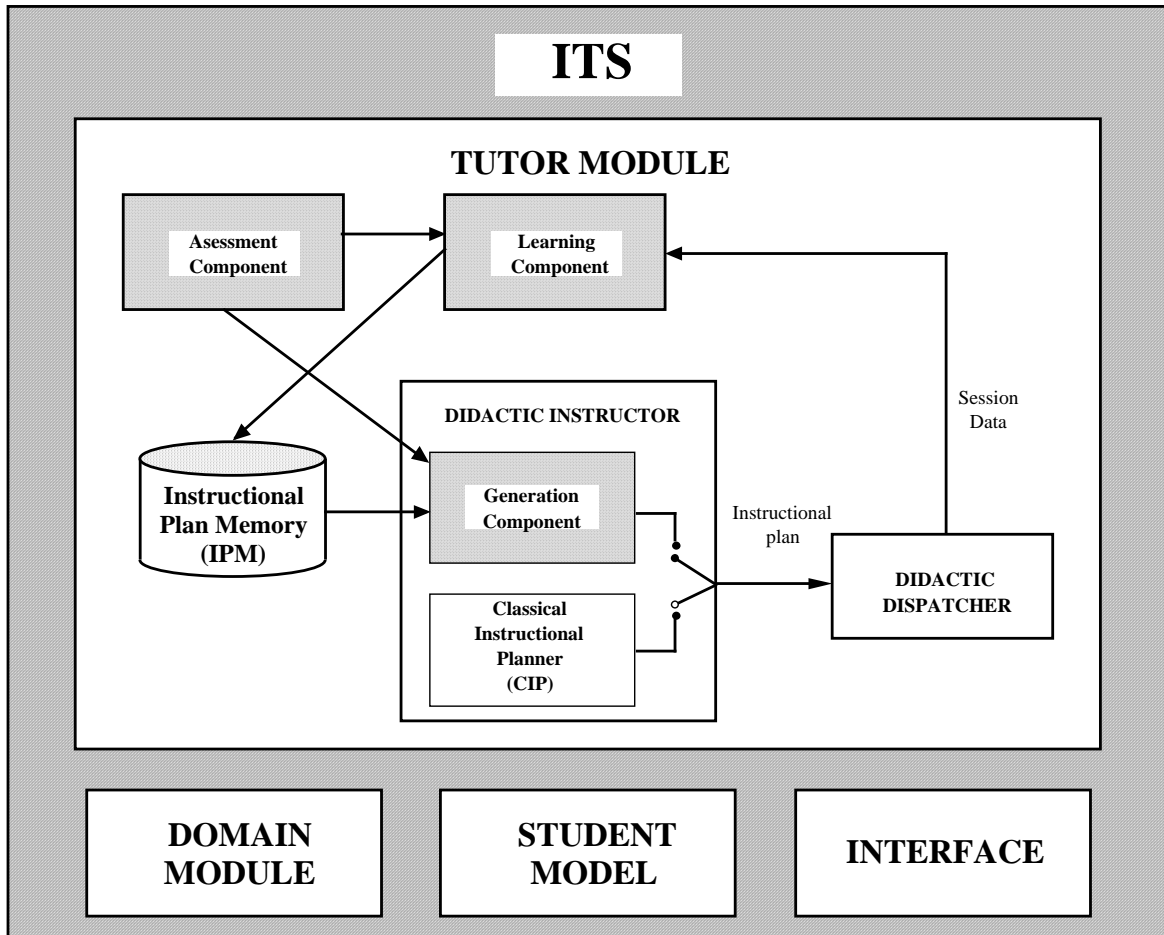 ITS
TUTOR MODULE
Asessment
Component
Learning
Component
Session
Data
DIDACTIC INSTRUCTOR
Instructional
Plan Memory
(IPM)
Generation
Component
Instructional
plan
Classical
Instructional
Planner
(CIP)
DIDACTIC
DISPATCHER
DOMAIN
MODULE
STUDENT
MODEL
INTERFACE